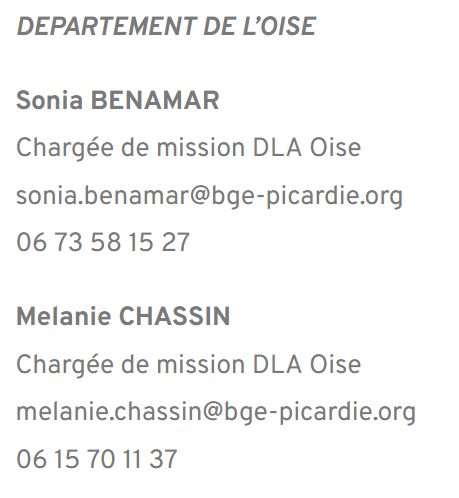 DEPARTEMENT DE L’OISE
Sonia BENAMAR
Chargée de mission DLA Oise
sonia.benamar@bge-picardie.org
06 73 58 15 27
Melanie CHASSIN
Chargée de mission DLA Oise
melanie.chassin@bge-picardie.org
06 15 70 11 37